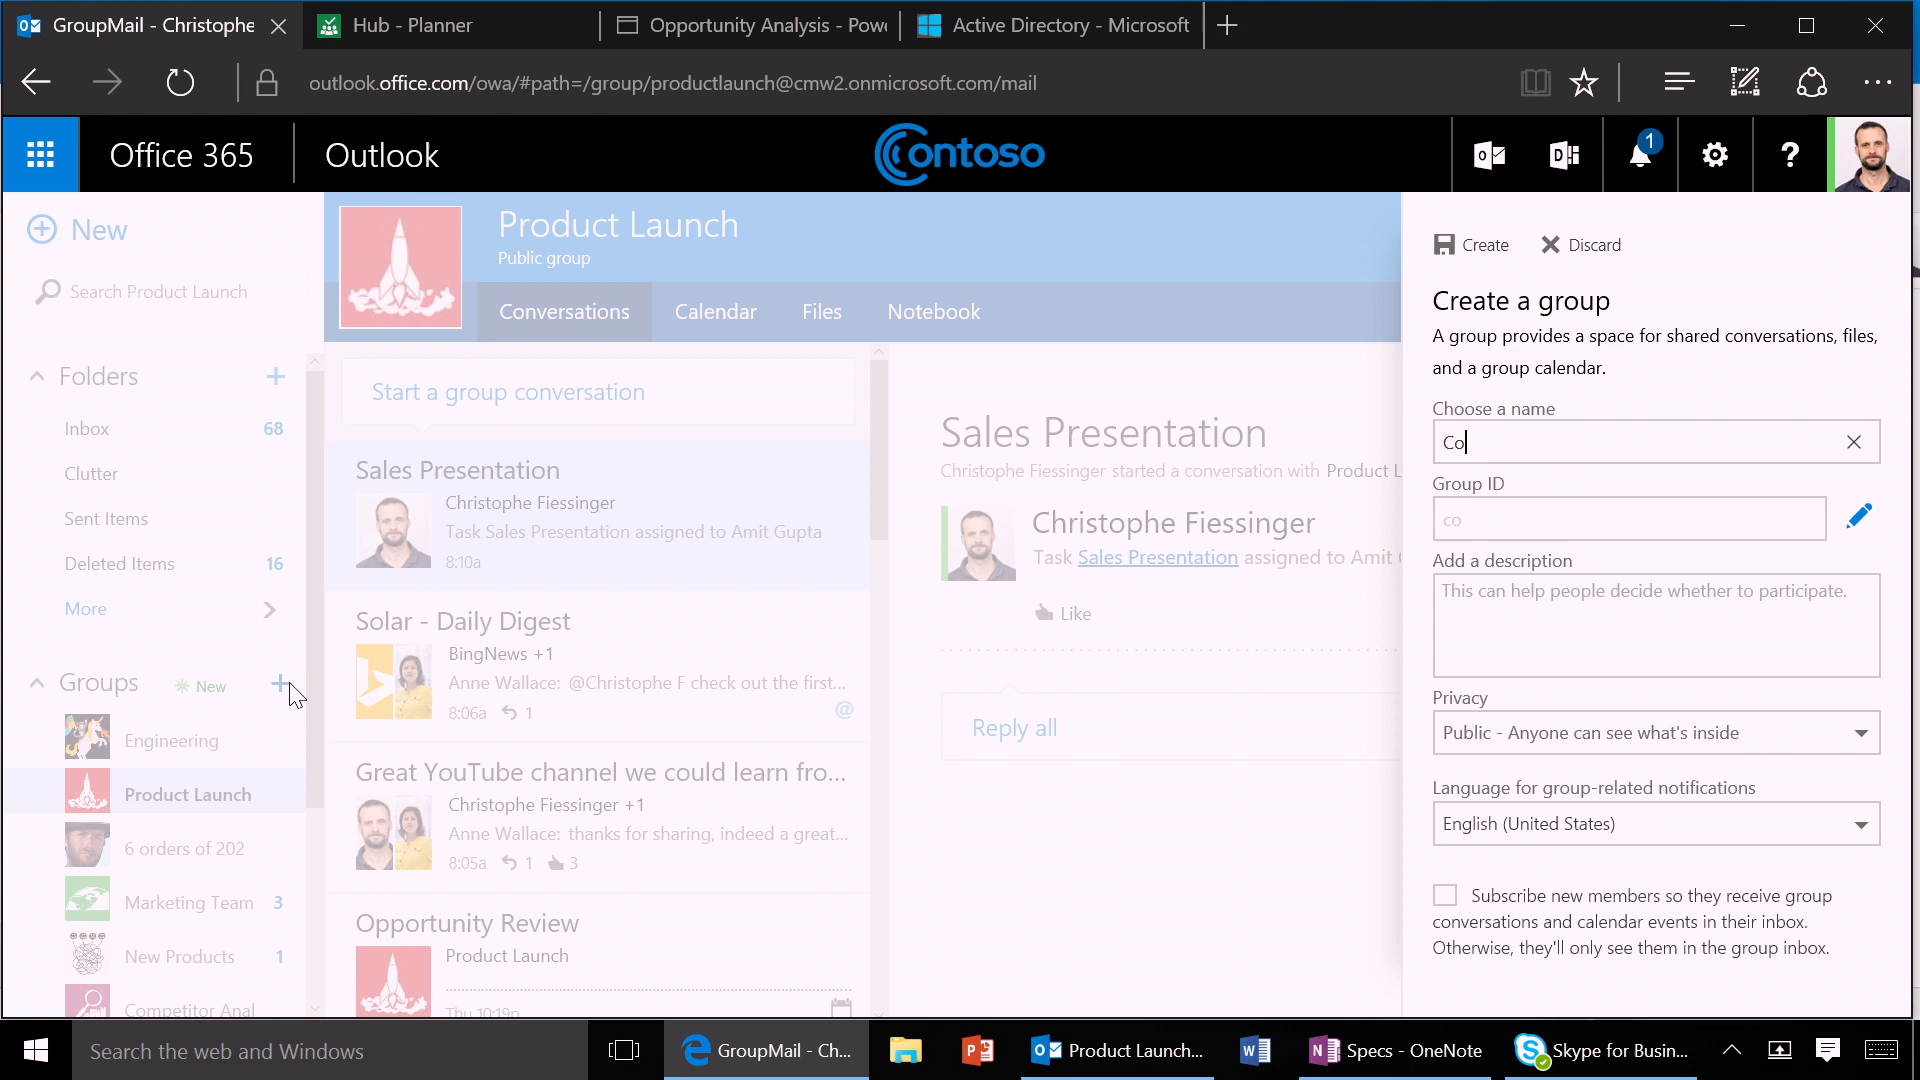 GroupMail - Christophe
Hub - Planner
Opportunity Analysis - Pow
Active Directory - Microsoft
outlook.office.com/owa/#path=/group/productlaunch@cmw2.onmicrosoft.com/mail
Office 365
Outlook
Contoso
1
?
New
Search Product Launch
Folders
Inbox 68
Clutter
Sent Items
Deleted Items 16
More
Groups New
Engineering
Product Launch
6 orders of 202
Marketing Team 3
New Products 1
Competitor Anal
Product Launch
Public group
Conversations Calendar Files Notebook
Start a group conversation
Sales Presentation
Christophe Fiessinger
Task Sales Presentation assigned to Amit Gupta
8:10a
Solar - Daily Digest
BingNews +1
Anne Wallace: @Christophe F check out the first...
8:06a 1 @
Great YouTube channel we could learn fro...
Christophe Fiessinger +1
Anne Wallace: thanks for sharing, indeed a great...
8:05a 1 3
Opportunity Review
Product Launch
Thu 10:19p
Sales Presentation
Christophe Fiessinger started a conversation with Product L
Christophe Fiessinger
Task Sales Presentation assigned to Amit
Like
Reply all
Create Discard
Create a group
A group provides a space for shared conversations, files,
and a group calendar.
Choose a name
Co
Group ID
co
Add a description
This can help people decide whether to participate.
Privacy
Public - Anyone can see what's inside
Language for group-related notifications
English (United States)
Subscribe new members so they receive group
conversations and calendar events in their inbox.
Otherwise, they'll only see them in the group inbox.
Search the web and Windows
GroupMail - Ch...
Product Launch...
Specs - OneNote
Skype for Busin...